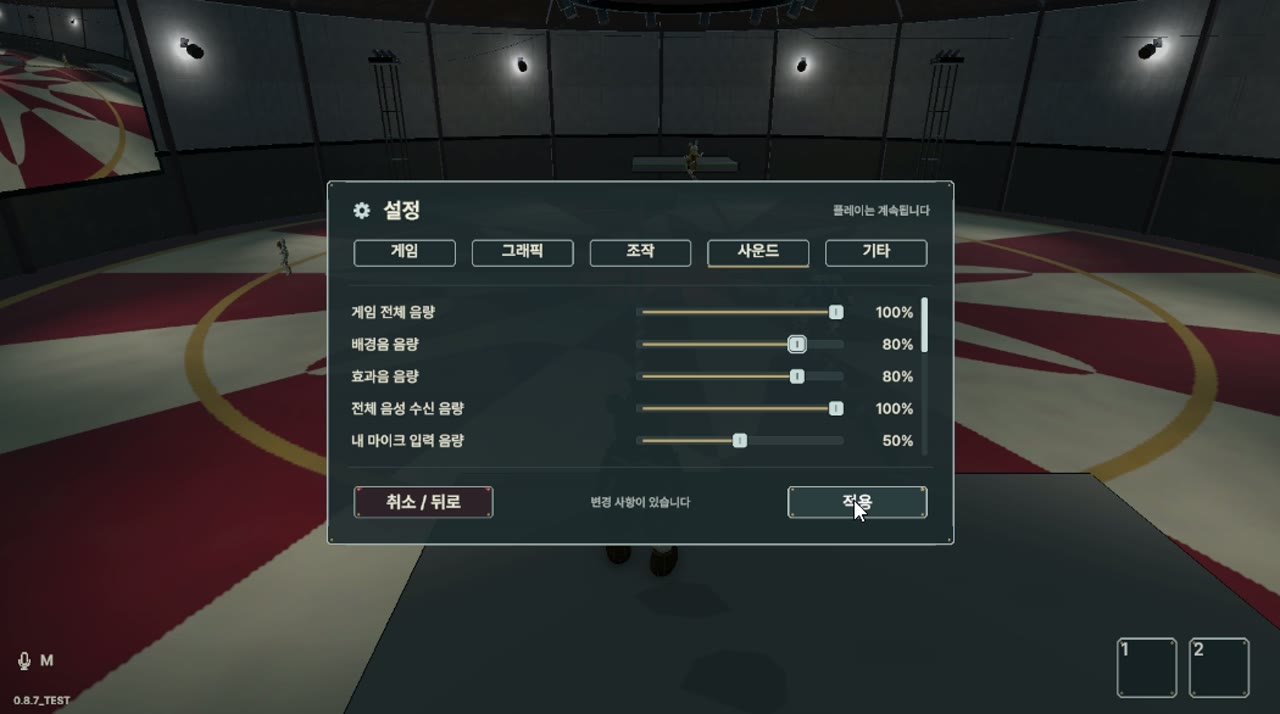 설정
플레이는 계속됩니다
게임 그래픽 조작 사운드 기타
게임 전체 음량 100%
배경음 음량 80%
효과음 음량 80%
전체 음성 수신 음량 100%
내 마이크 입력 음량 50%
취소 / 뒤로 변경 사항이 있습니다 적용
M
1 2
0.8.7_TEST